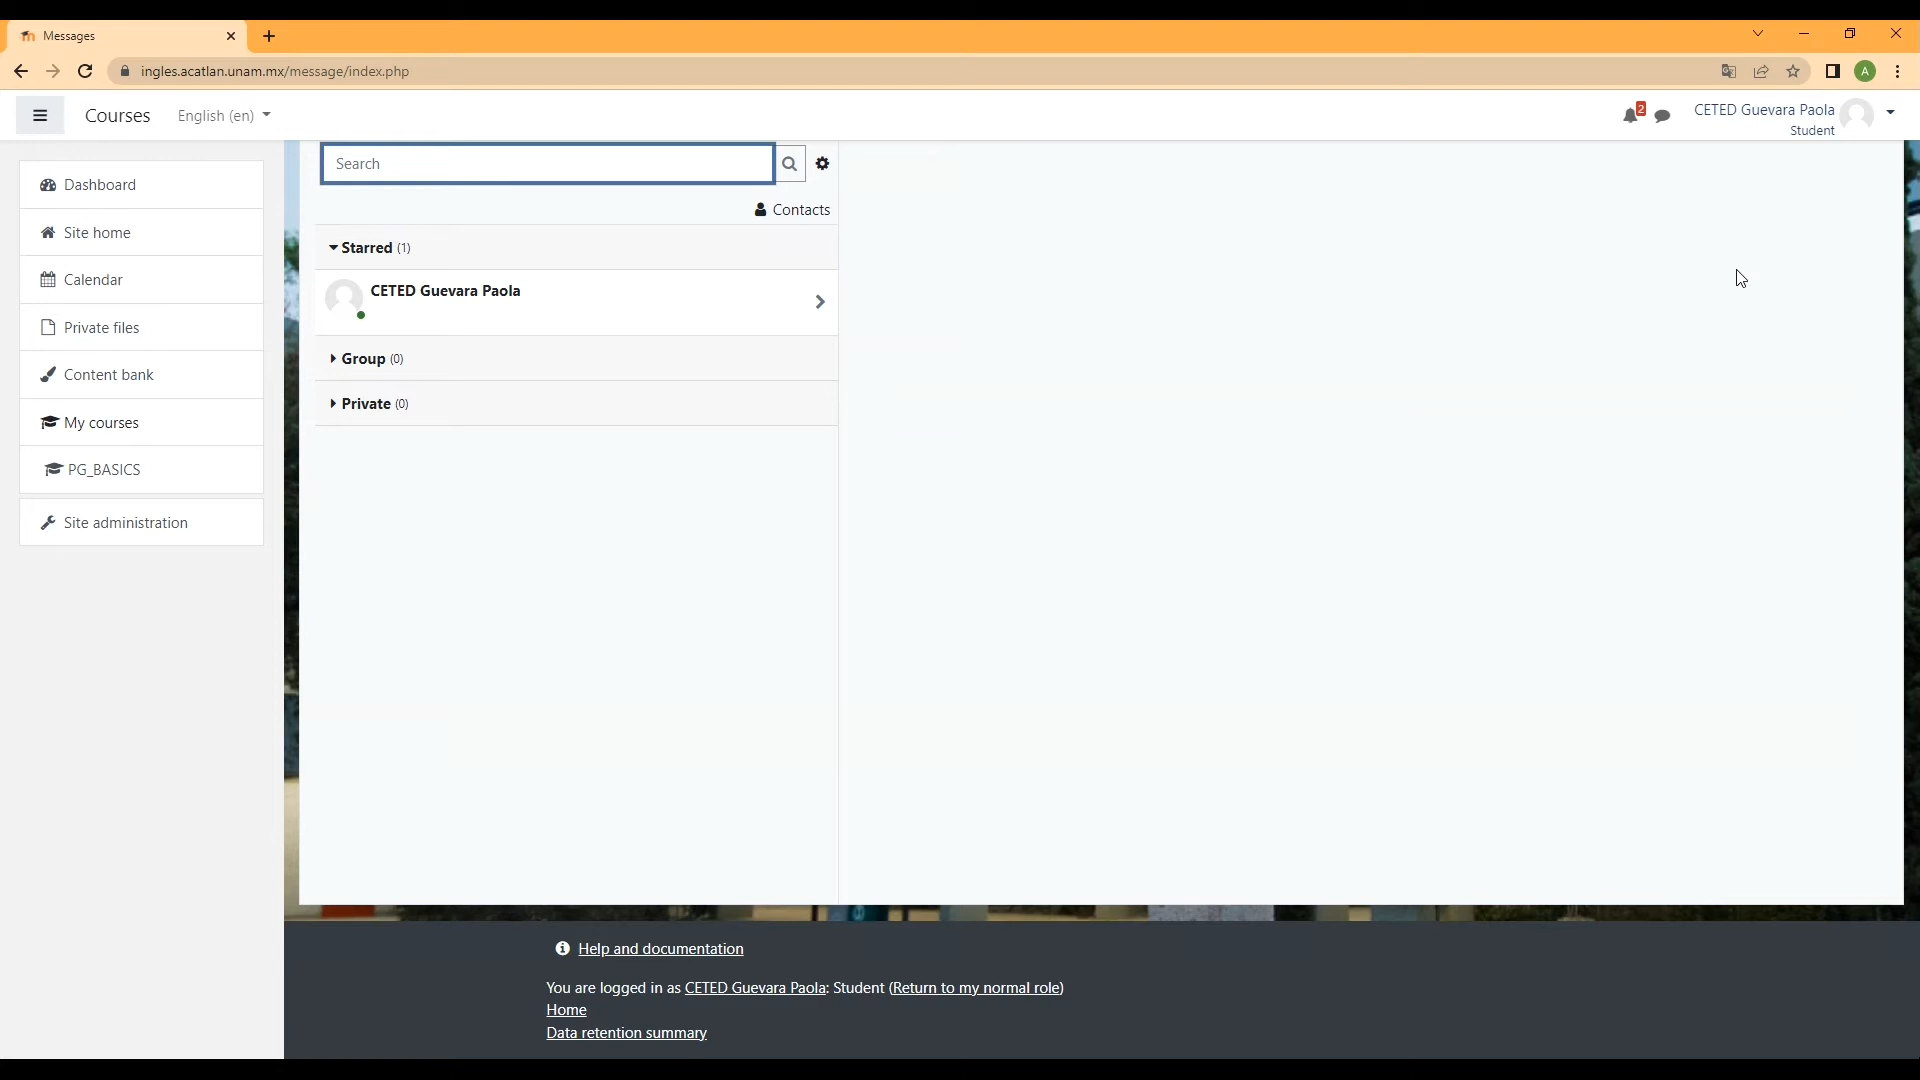 Messages
ingles.acatlan.unam.mx/message/index.php
A
Courses
English (en)
2
CETED Guevara Paola
Student
Dashboard
Site home
Calendar
Private files
Content bank
My courses
PG_BASICS
Site administration
Search
Contacts
Starred (1)
CETED Guevara Paola
Group (0)
Private (0)
Help and documentation
You are logged in as CETED Guevara Paola: Student (Return to my normal role)
Home
Data retention summary